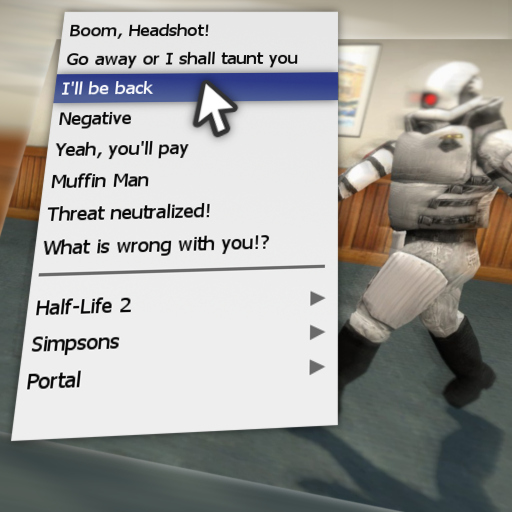 Boom, Headshot!
Go away or I shall taunt you
I'll be back
Negative
Yeah, you'll pay
Muffin Man
Threat neutralized!
What is wrong with you!?
Half-Life 2
Simpsons
Portal